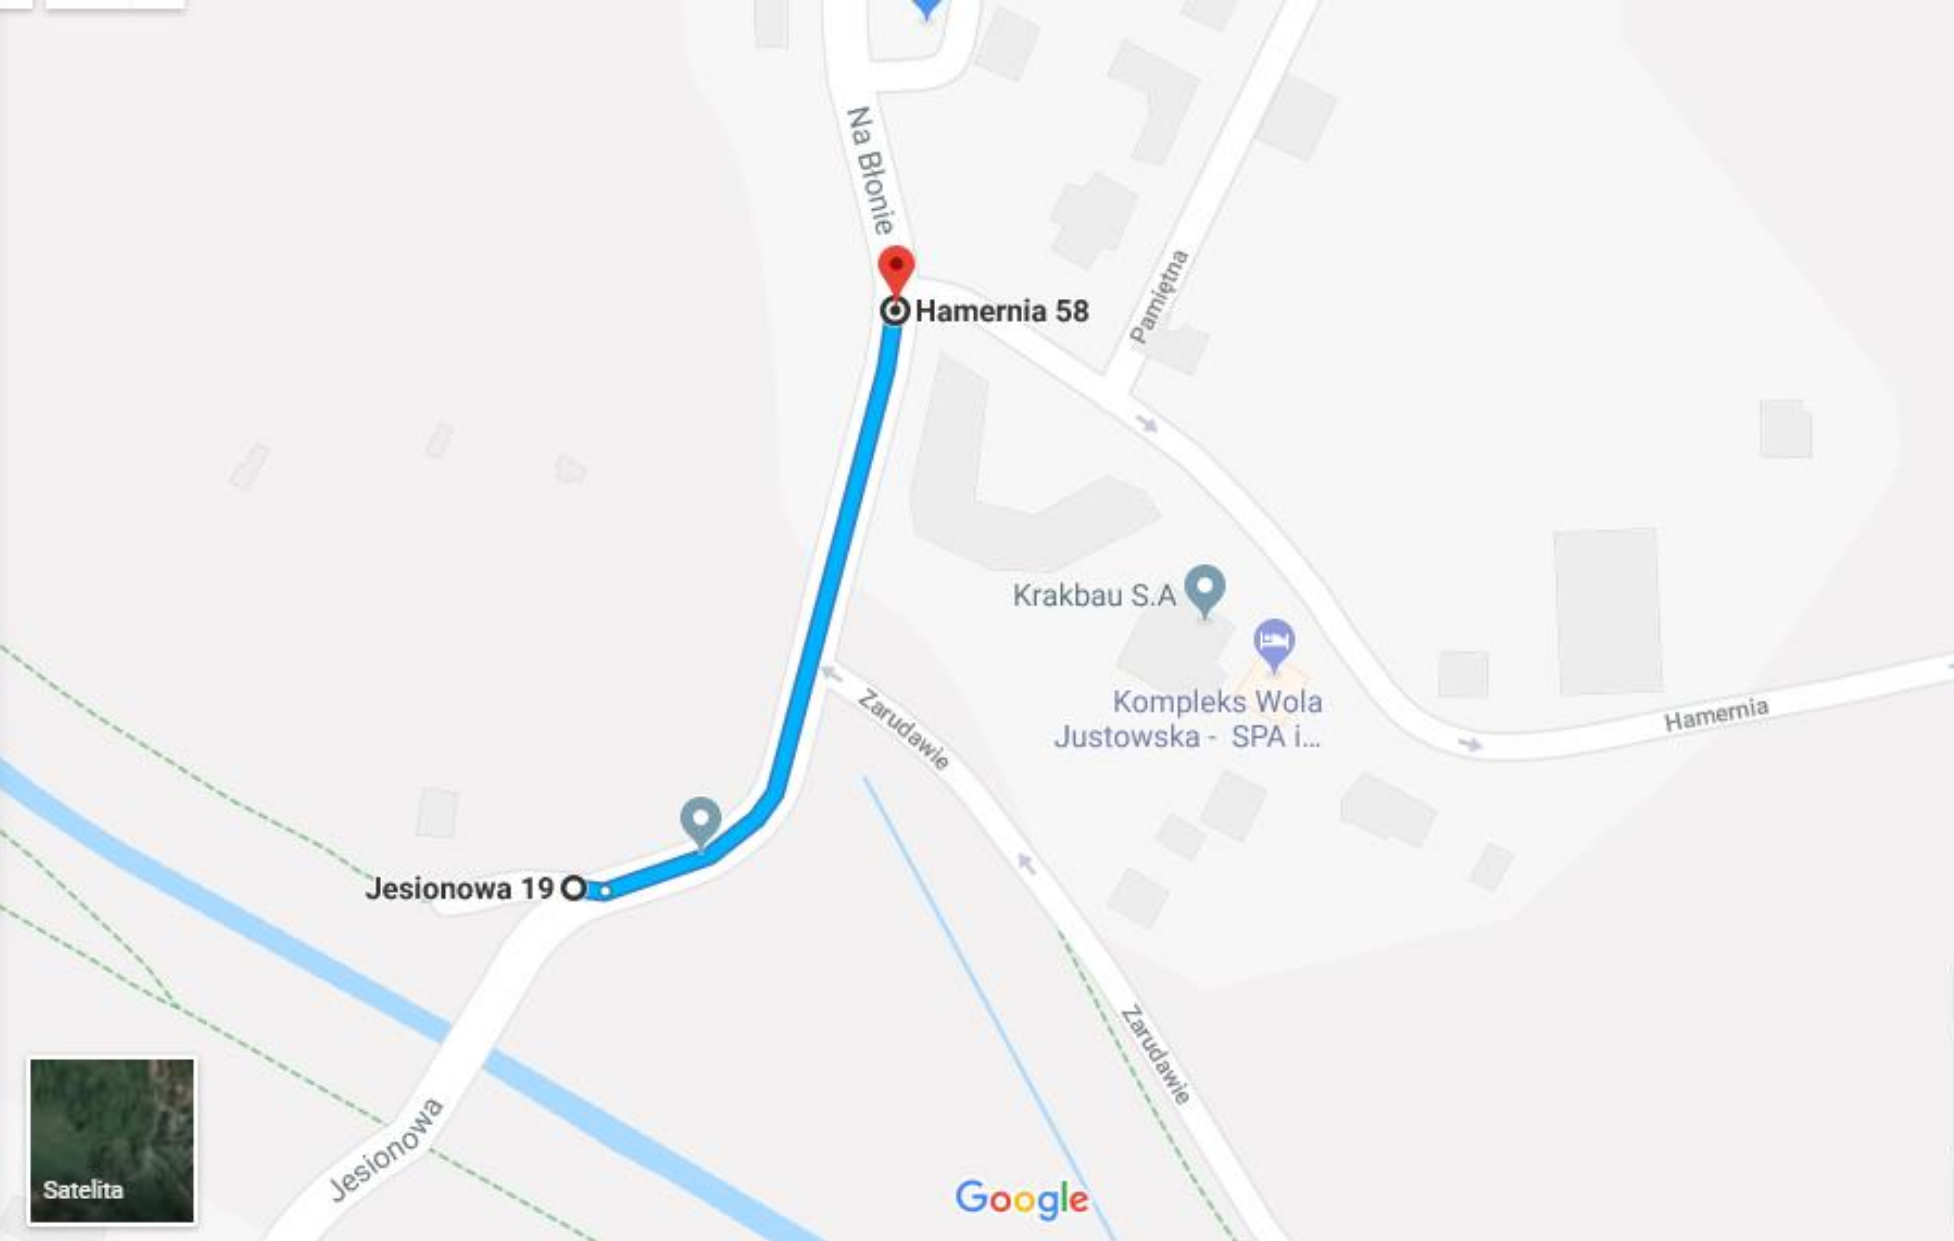 Na Błonie
Pamiętna
Hamernia 58
Krakbau S.A
Kompleks Wola
Justowska - SPA i...
Zarudawie
Hamernia
Jesionowa 19
Zarudawie
Jesionowa
Satelita
Google